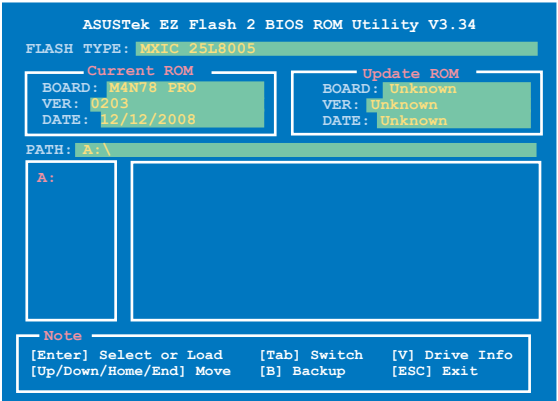 ASUSTek EZ Flash 2 BIOS ROM Utility V3.34
FLASH TYPE: MXIC 25L8005
Current ROM
BOARD: M4N78 PRO
VER: 0203
DATE: 12/12/2008
Update ROM
BOARD: Unknown
VER: Unknown
DATE: Unknown
PATH: A:\
A:
Note
[Enter] Select or Load [Tab] Switch [V] Drive Info
[Up/Down/Home/End] Move [B] Backup [ESC] Exit